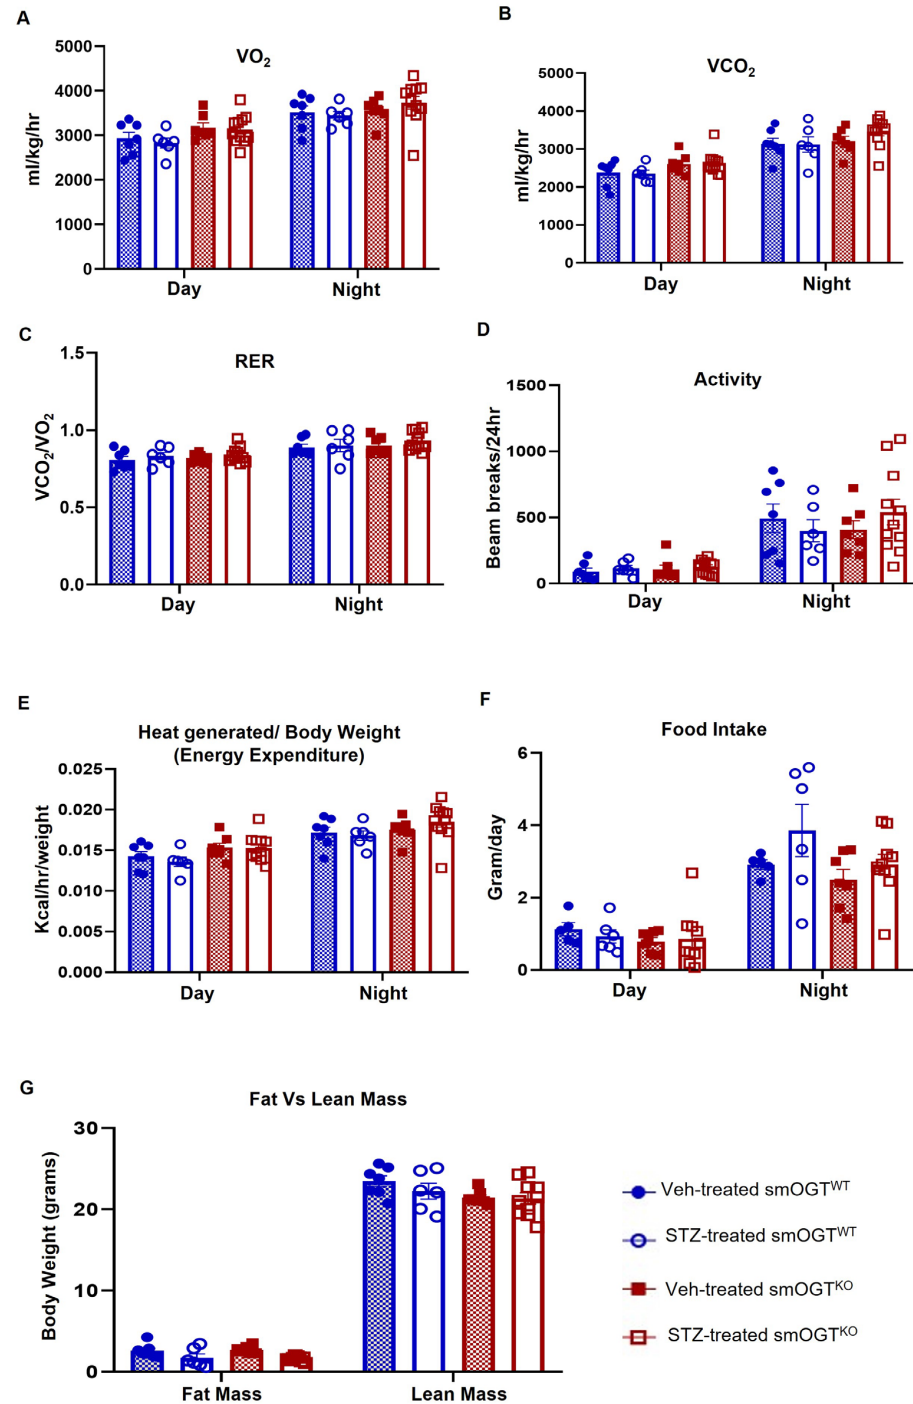 A
VO2
ml/kg/hr
5000
4000
3000
2000
1000
0
Day
Night
B
VCO2
ml/kg/hr
5000
4000
3000
2000
1000
0
Day
Night
C
RER
VCO2/VO2
1.5
1.0
0.5
0.0
Day
Night
D
Activity
Beam breaks/24hr
1500
1000
500
0
Day
Night
E
Heat generated/ Body Weight
(Energy Expenditure)
Kcal/hr/weight
0.025
0.020
0.015
0.010
0.005
0.000
Day
Night
F
Food Intake
Gram/day
6
4
2
0
Day
Night
G
Fat Vs Lean Mass
Body Weight (grams)
30
20
10
0
Fat Mass
Lean Mass
Veh-treated smOGTWT
STZ-treated smOGTWT
Veh-treated smOGTKO
STZ-treated smOGTKO